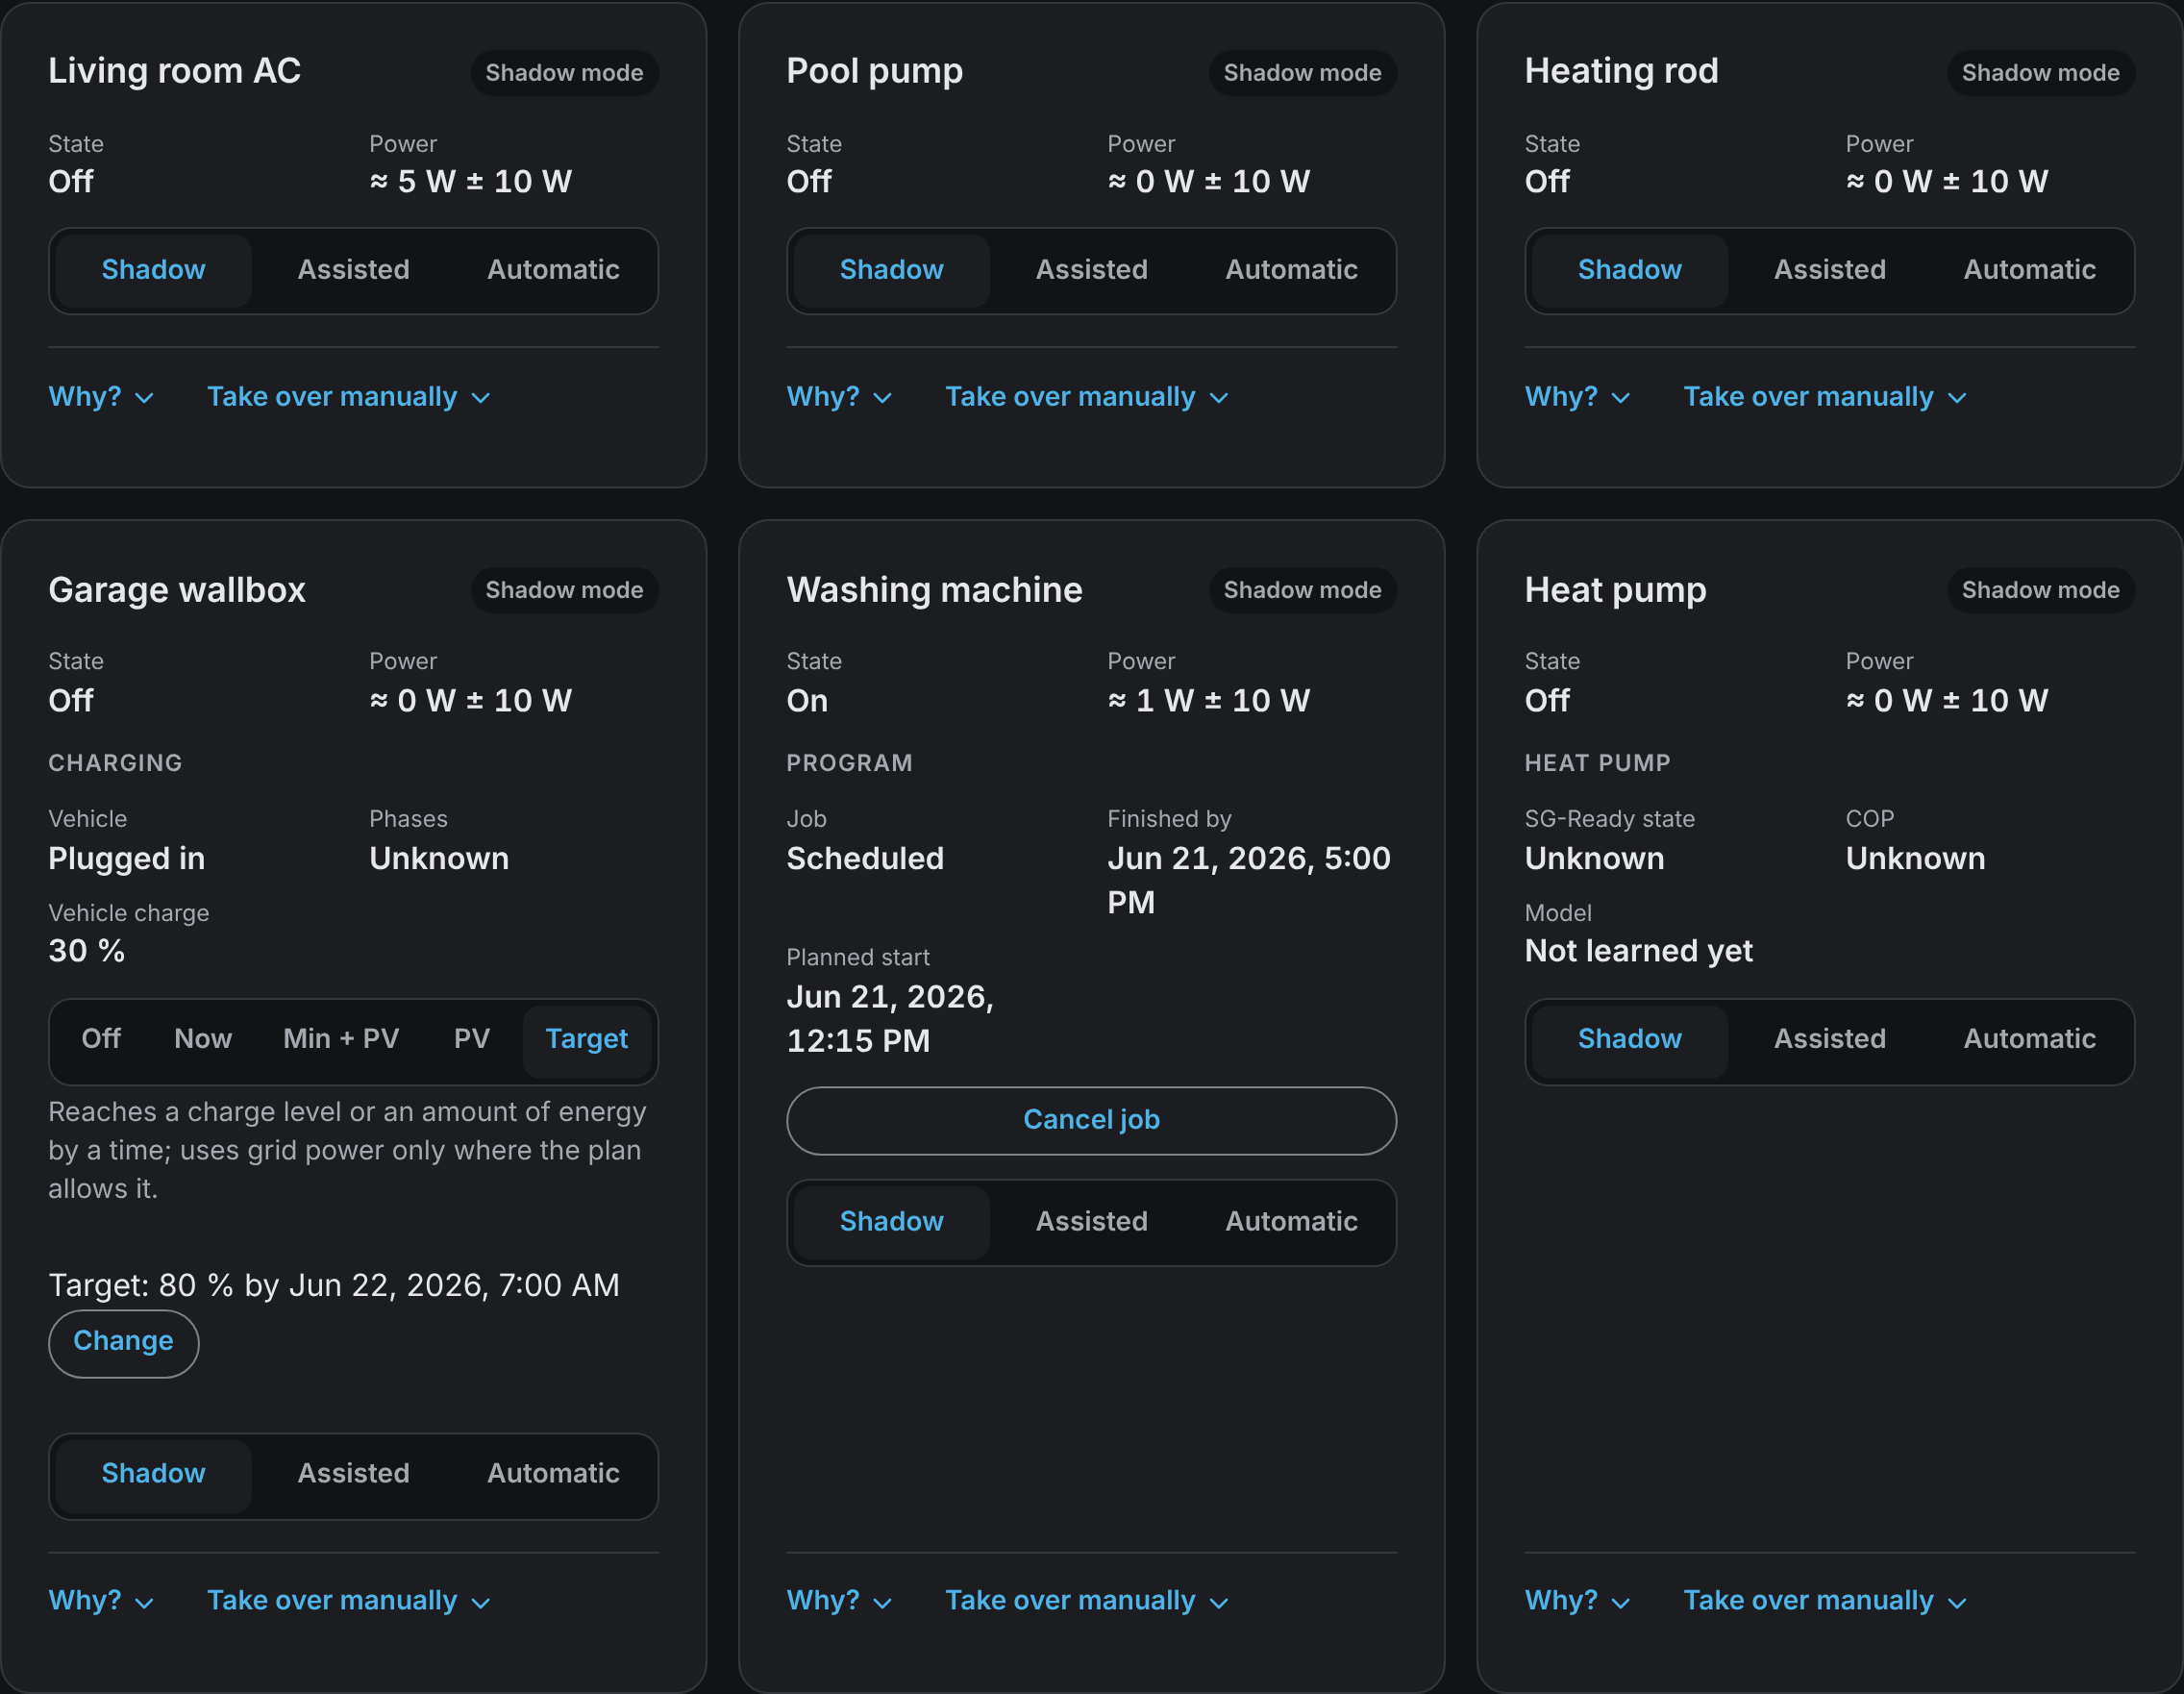 Living room AC
Shadow mode
State
Power
Off
≈ 5 W ± 10 W
Shadow
Assisted
Automatic
Why?
Take over manually
Pool pump
Shadow mode
State
Power
Off
≈ 0 W ± 10 W
Shadow
Assisted
Automatic
Why?
Take over manually
Heating rod
Shadow mode
State
Power
Off
≈ 0 W ± 10 W
Shadow
Assisted
Automatic
Why?
Take over manually
Garage wallbox
Shadow mode
State
Power
Off
≈ 0 W ± 10 W
CHARGING
Vehicle
Phases
Plugged in
Unknown
Vehicle charge
30 %
Off
Now
Min + PV
PV
Target
Reaches a charge level or an amount of energy
by a time; uses grid power only where the plan
allows it.
Target: 80 % by Jun 22, 2026, 7:00 AM
Change
Shadow
Assisted
Automatic
Why?
Take over manually
Washing machine
Shadow mode
State
Power
On
≈ 1 W ± 10 W
PROGRAM
Job
Finished by
Scheduled
Jun 21, 2026, 5:00
PM
Planned start
Jun 21, 2026,
12:15 PM
Cancel job
Shadow
Assisted
Automatic
Why?
Take over manually
Heat pump
Shadow mode
State
Power
Off
≈ 0 W ± 10 W
HEAT PUMP
SG-Ready state
COP
Unknown
Unknown
Model
Not learned yet
Shadow
Assisted
Automatic
Why?
Take over manually